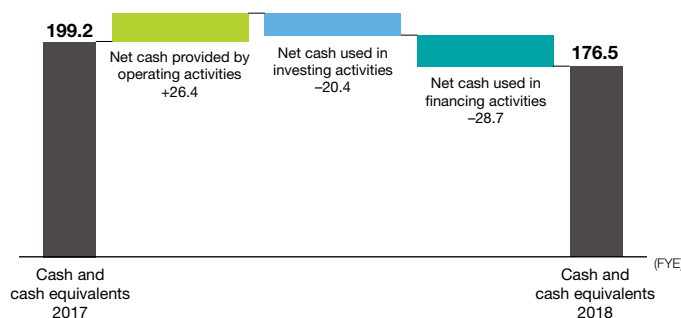 199.2
Net cash provided by
operating activities
+26.4
Net cash used in
investing activities
–20.4
Net cash used in
financing activities
–28.7
176.5
(FYE)
Cash and
cash equivalents
2017
Cash and
cash equivalents
2018